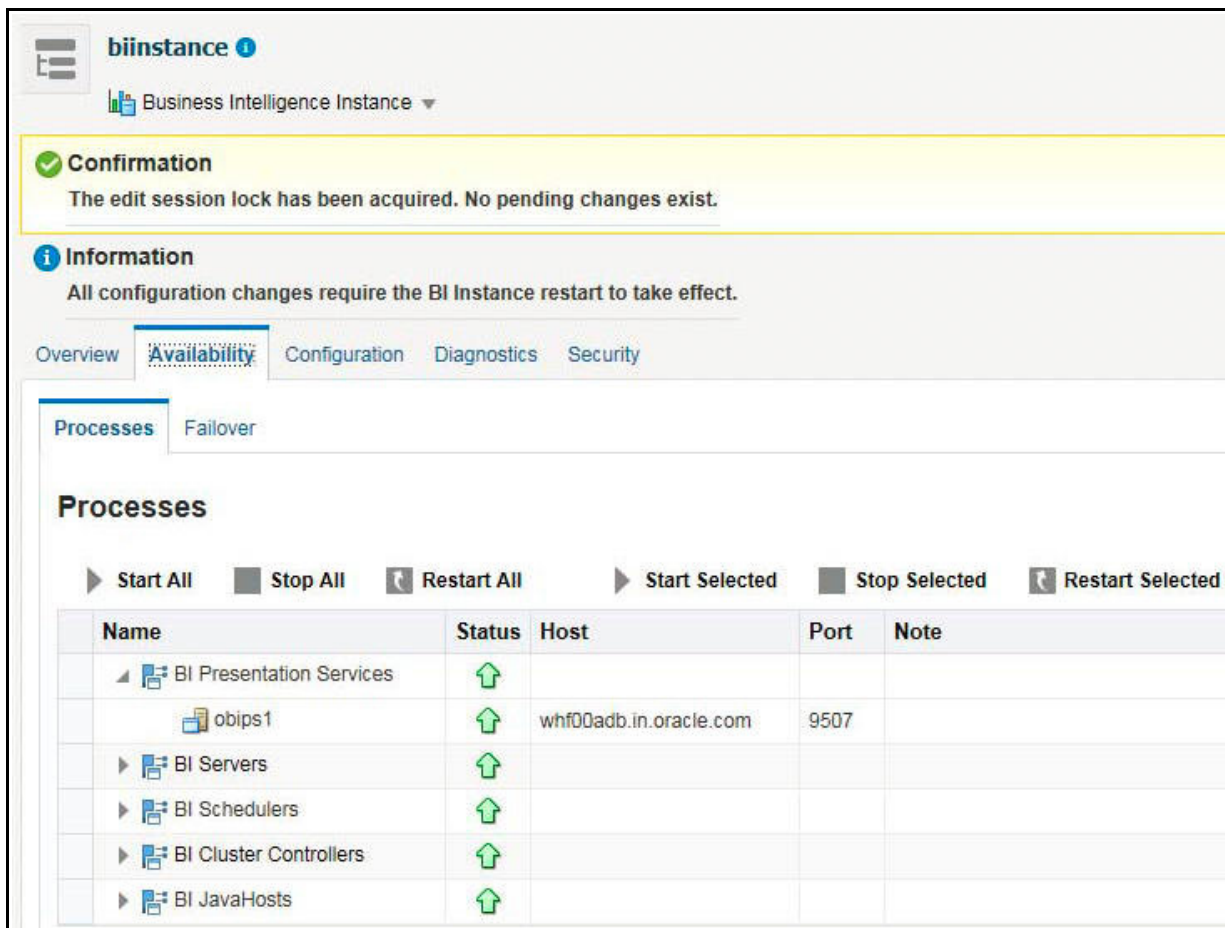 biinstance
Business Intelligence Instance
Confirmation
The edit session lock has been acquired. No pending changes exist.
Information
All configuration changes require the BI Instance restart to take effect.
Overview Availability Configuration Diagnostics Security
Processes Failover
Processes
Start All Stop All Restart All Start Selected Stop Selected Restart Selected
Name Status Host Port Note
BI Presentation Services
obips1 whf00adb.in.oracle.com 9507
BI Servers
BI Schedulers
BI Cluster Controllers
BI JavaHosts